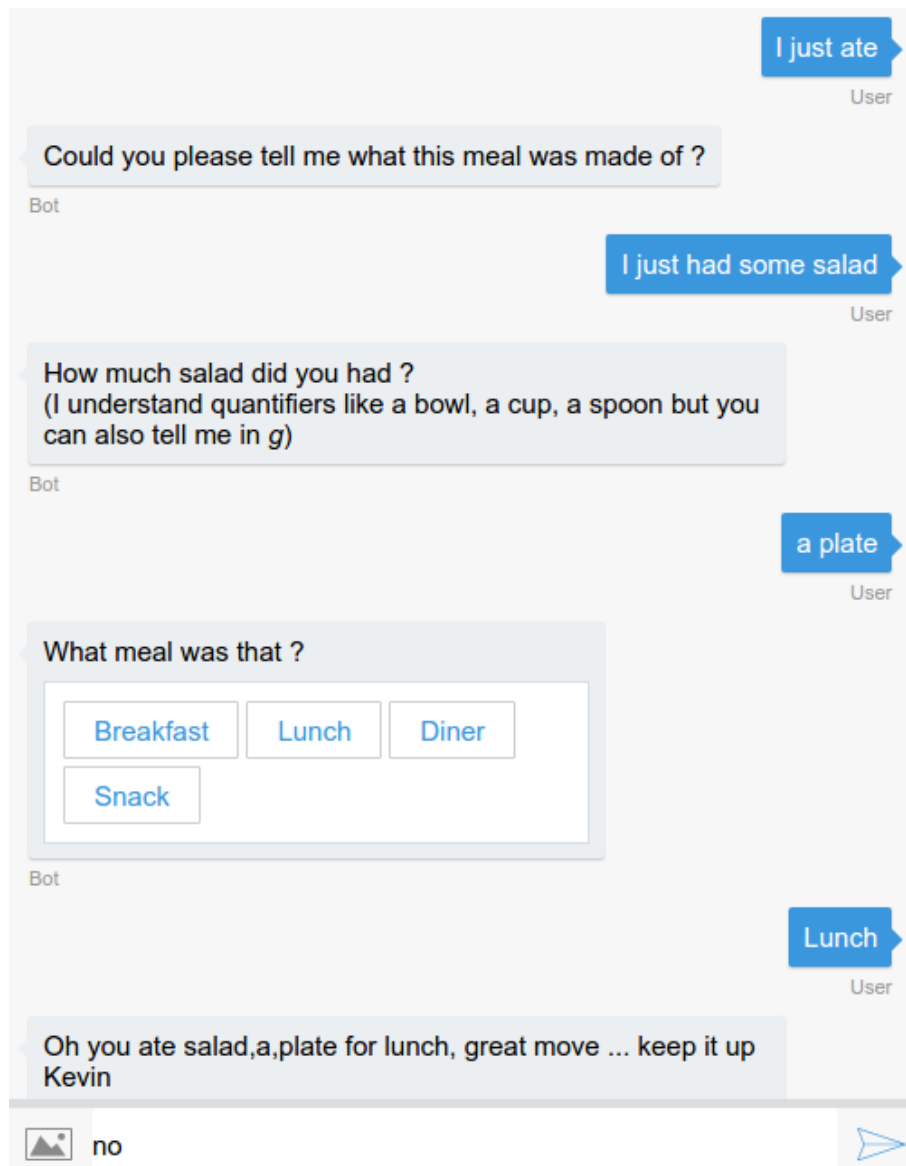 I just ate
User
Could you please tell me what this meal was made of ?
Bot
I just had some salad
User
How much salad did you had ?
(I understand quantifiers like a bowl, a cup, a spoon but you
can also tell me in g)
Bot
a plate
User
What meal was that ?
Breakfast Lunch Diner
Snack
Bot
Lunch
User
Oh you ate salad,a,plate for lunch, great move ... keep it up
Kevin
no